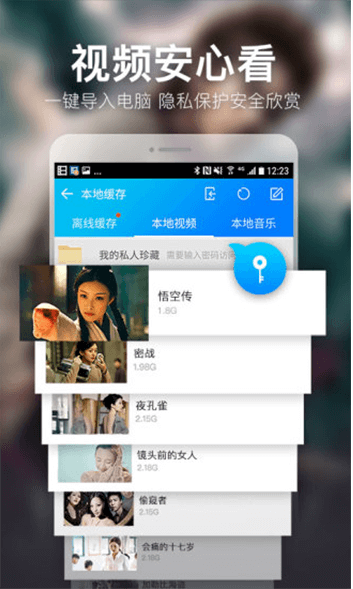 视频安心看
一键导入电脑 隐私保护安全欣赏
... 4G 12:23
本地缓存
离线缓存 本地视频 本地音乐
我的私人珍藏 需要输入密码访
悟空传
1.8G
密战
1.98G
夜孔雀
2.15G
镜头前的女人
2.16G
偷窥者
2.15G
会痛的十七岁
2.15G